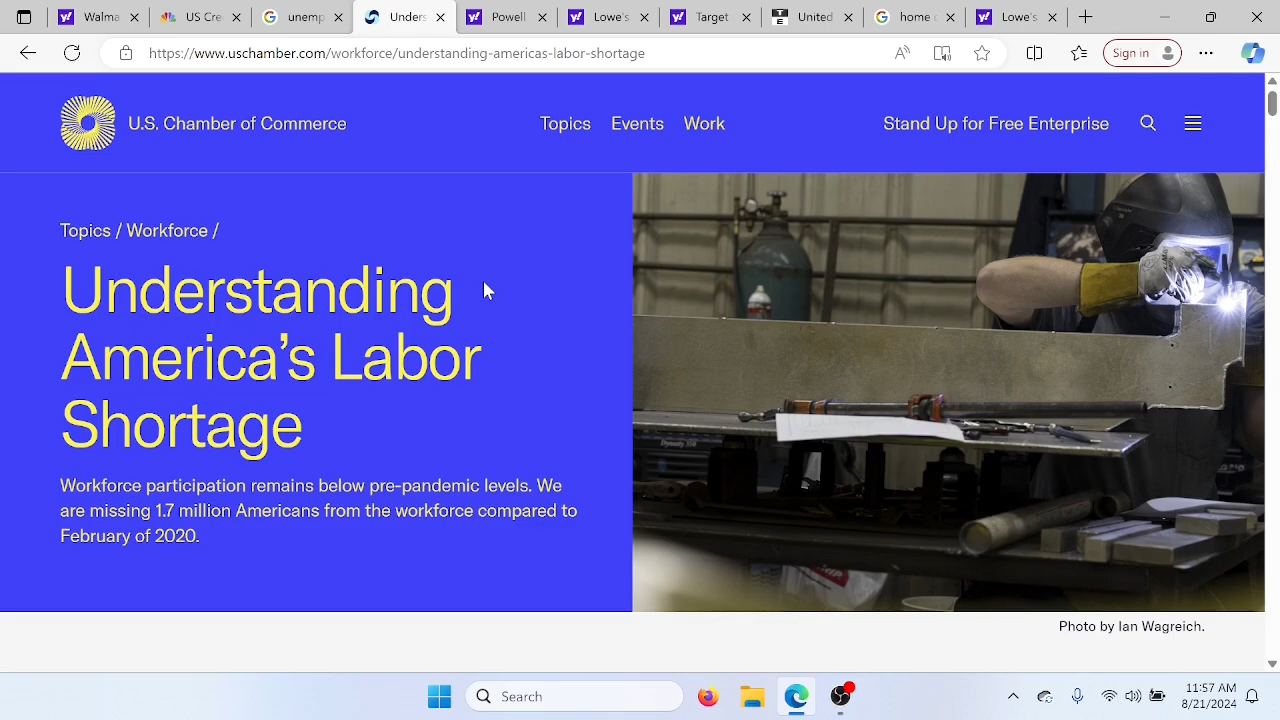 Walma
US Cre
unemp
Unders
Powell
Lowe's
Target
United
home d
Lowe's
https://www.uschamber.com/workforce/understanding-americas-labor-shortage
Sign in
U.S. Chamber of Commerce
Topics Events Work
Stand Up for Free Enterprise
Topics / Workforce /
Understanding
America's Labor
Shortage
Workforce participation remains below pre-pandemic levels. We
are missing 1.7 million Americans from the workforce compared to
February of 2020.
Photo by Ian Wagreich.
Search
11:57 AM
8/21/2024